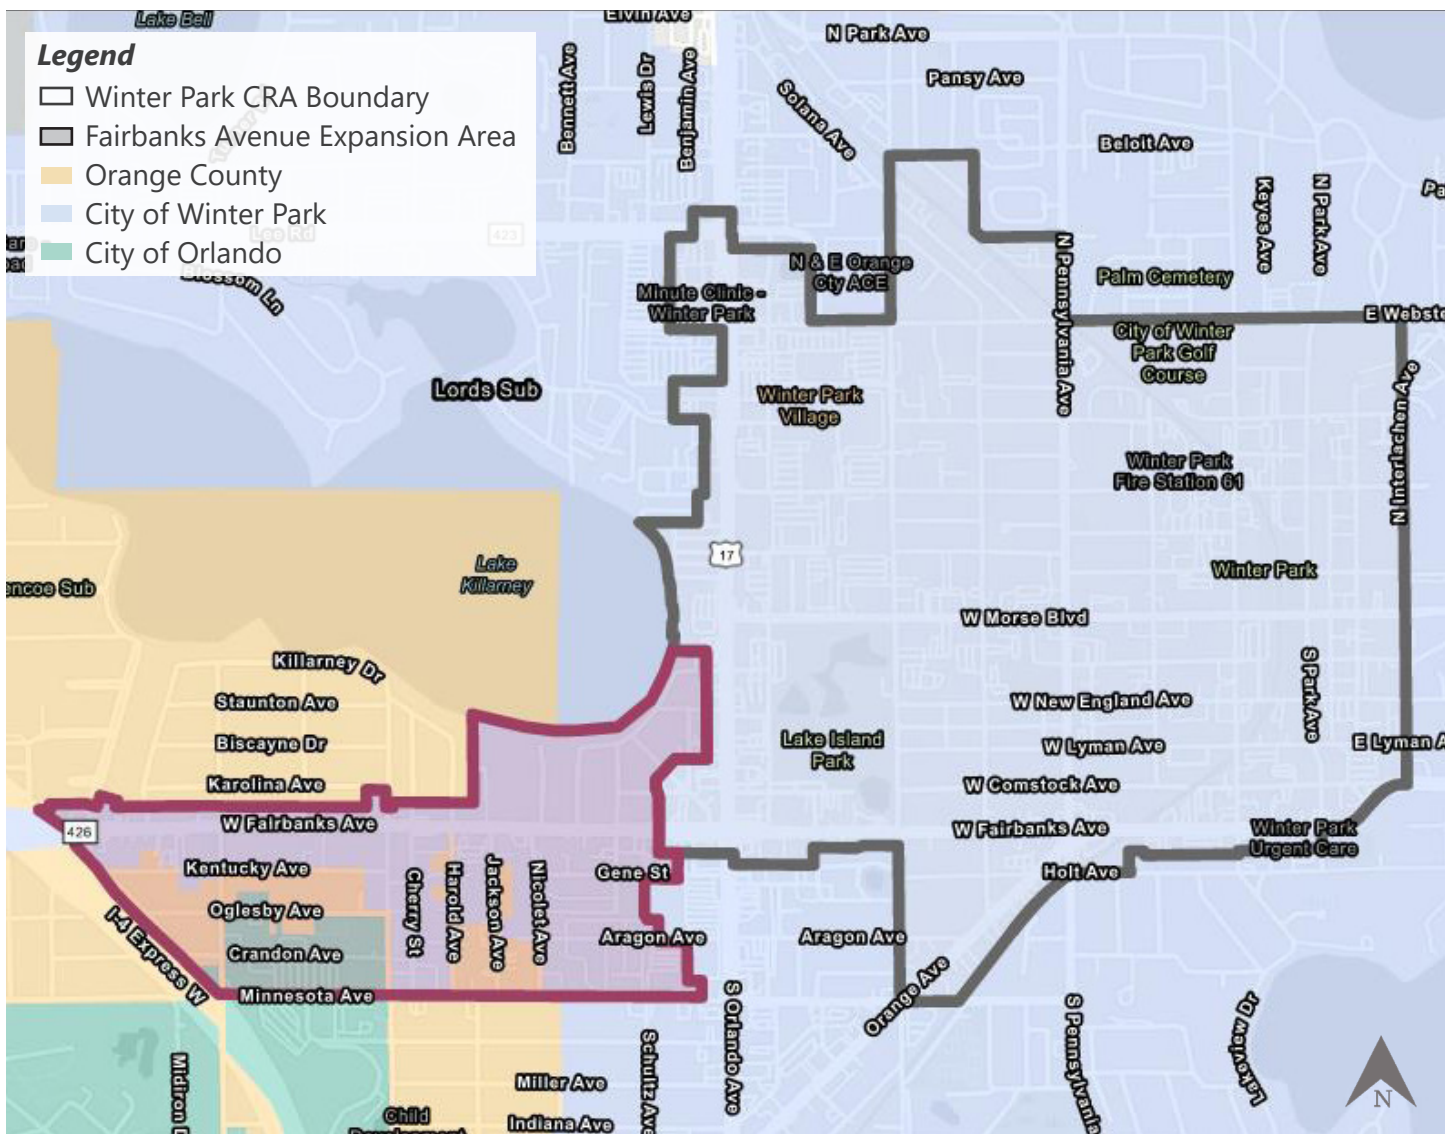 Lake Bell
Elvin Ave
N Park Ave
Legend
Winter Park CRA Boundary
Fairbanks Avenue Expansion Area
Orange County
City of Winter Park
City of Orlando
Lee Rd
423
Bennett Ave
Lewis Dr
Benjamin Ave
Solana Ave
Pansy Ave
Beloit Ave
Keyes Ave
N Park Ave
Blossom Ln
N & E Orange
Cty ACE
N Pennsylvania Ave
Palm Cemetery
Minute Clinic -
Winter Park
E Webste
City of Winter
Park Golf
Course
Lords Sub
Winter Park
Village
N Interlachen Ave
Winter Park
Fire Station 61
17
Lake
Killarney
Winter Park
encoe Sub
W Morse Blvd
Killarney Dr
Staunton Ave
W New England Ave
S Park Ave
Biscayne Dr
Lake Island
Park
W Lyman Ave
E Lyman A
Karolina Ave
W Comstock Ave
426
W Fairbanks Ave
W Fairbanks Ave
Winter Park
Urgent Care
Kentucky Ave
Cherry St
Harold Ave
Jackson Ave
Nicolet Ave
Gene St
Holt Ave
Oglesby Ave
I-4 Express W
Crandon Ave
Aragon Ave
Aragon Ave
Minnesota Ave
Orange Ave
S Orlando Ave
S Pennsylvania
Lakeview Dr
Midiron D
Schultz Ave
Miller Ave
Indiana Ave
Child
N